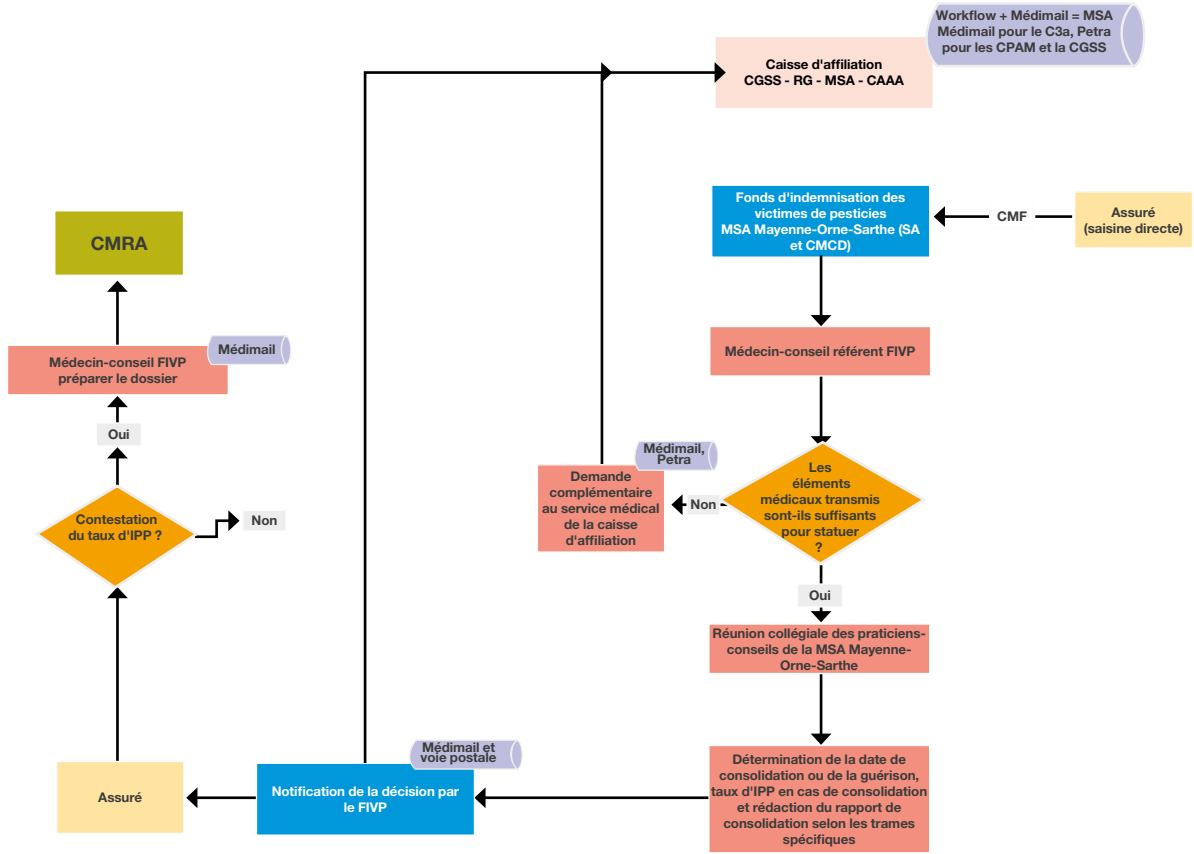 Workflow + Médimail = MSA
Médimail pour le C3a, Petra
pour les CPAM et la CGSS
Caisse d'affiliation
CGSS - RG - MSA - CAAA
Fonds d'indemnisation des
victimes de pesticies
MSA Mayenne-Orne-Sarthe (SA
et CMCD)
CMF
Assuré
(saisine directe)
CMRA
Médimail
Médecin-conseil FIVP
préparer le dossier
Médecin-conseil référent FIVP
Oui
Médimail,
Petra
Demande
complémentaire
au service médical
de la caisse
d'affiliation
Non
Les
éléments
médicaux transmis
sont-ils suffisants
pour statuer
?
Contestation
du taux d'IPP ?
Non
Oui
Réunion collégiale des praticiens-
conseils de la MSA Mayenne-
Orne-Sarthe
Médimail et
voie postale
Assuré
Notification de la décision par
le FIVP
Détermination de la date de
consolidation ou de la guérison,
taux d'IPP en cas de consolidation
et rédaction du rapport de
consolidation selon les trames
spécifiques